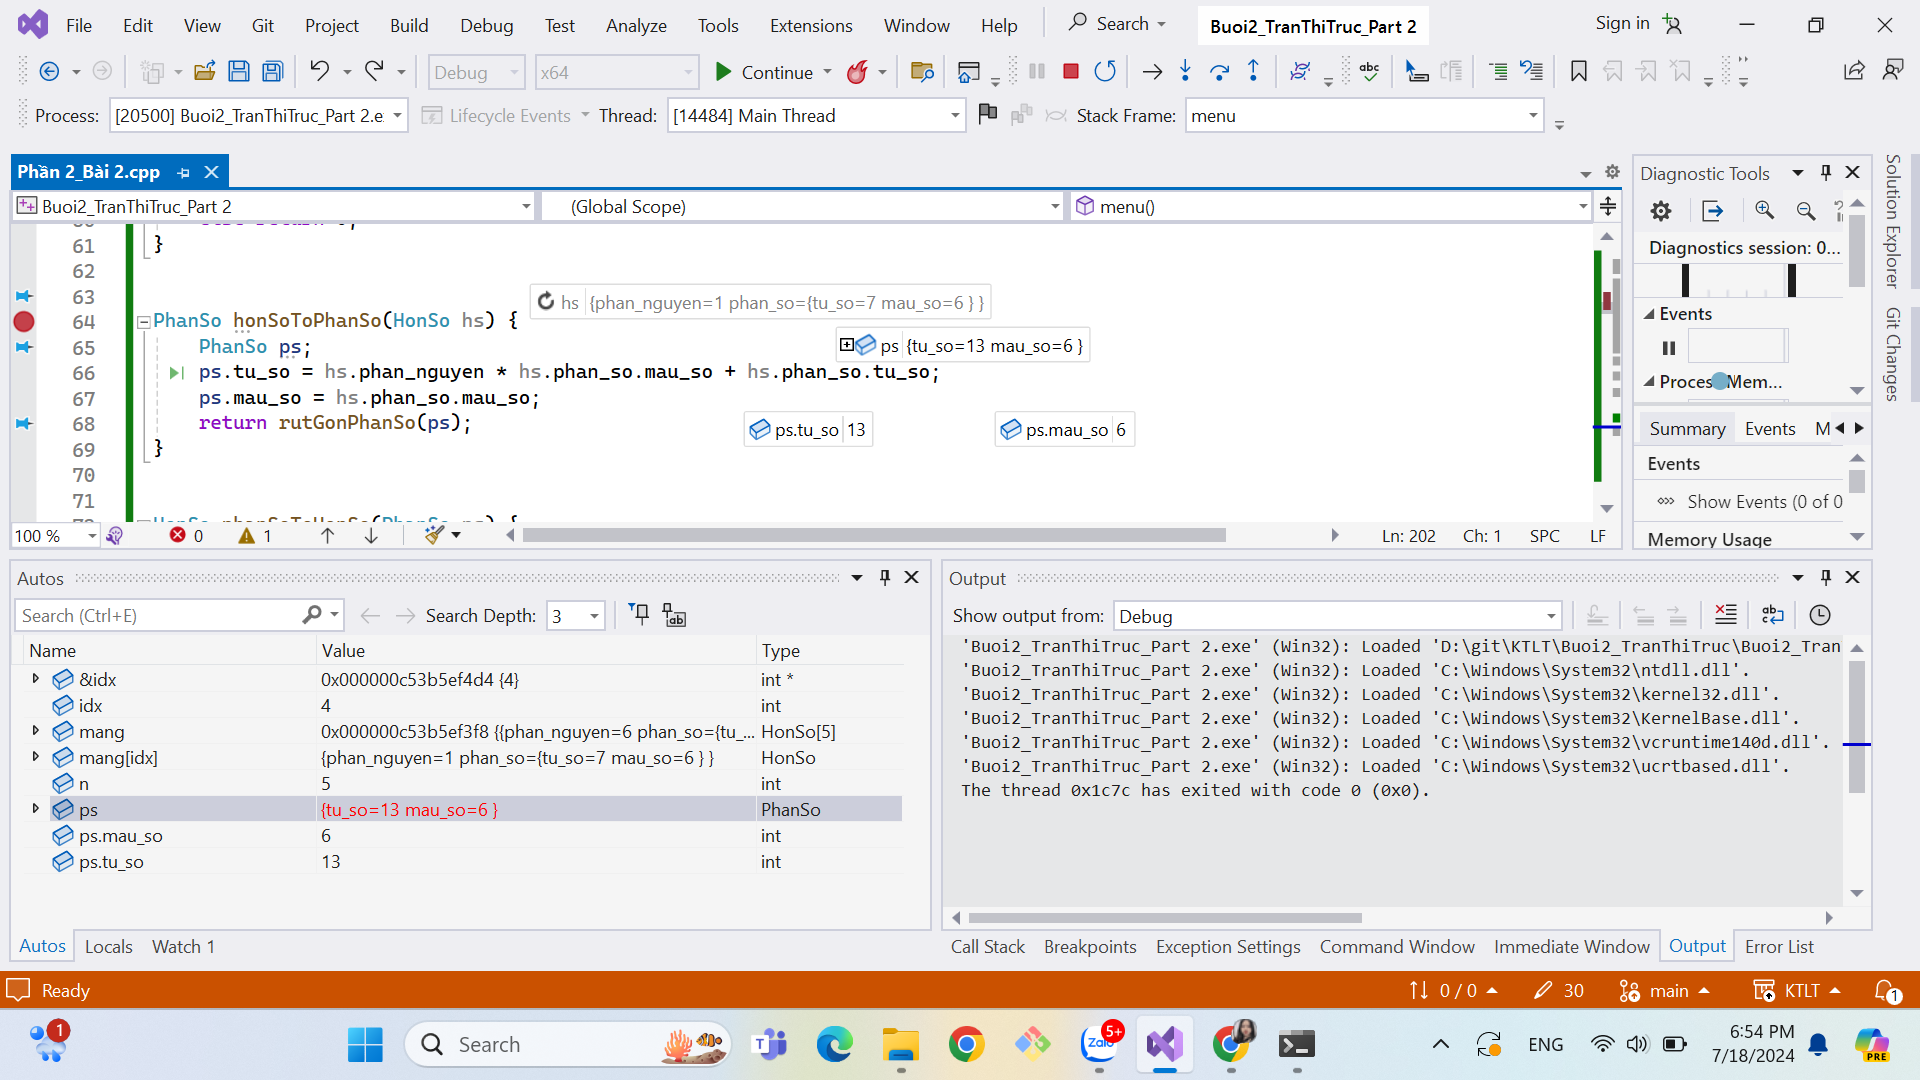 File Edit View Git Project Build Debug Test Analyze Tools Extensions Window Help Search Buoi2_TranThiTruc_Part 2 Sign in
Debug x64 Continue
Process: [20500] Buoi2_TranThiTruc_Part 2.e: Lifecycle Events Thread: [14484] Main Thread Stack Frame: menu
Phần 2_Bài 2.cpp
Buoi2_TranThiTruc_Part 2 (Global Scope) menu()
61 }
62
63
hs {phan_nguyen=1 phan_so={tu_so=7 mau_so=6 } }
64 PhanSo honSoToPhanSo(HonSo hs) {
65 PhanSo ps;
ps {tu_so=13 mau_so=6 }
66 ps.tu_so = hs.phan_nguyen * hs.phan_so.mau_so + hs.phan_so.tu_so;
67 ps.mau_so = hs.phan_so.mau_so;
68 return rutGonPhanSo(ps);
ps.tu_so 13 ps.mau_so 6
69 }
70
71
100 % 0 1 Ln: 202 Ch: 1 SPC LF
Diagnostic Tools
Diagnostics session: 0...
Events
Mem...
Summary Events M
Events
Show Events (0 of 0
Memory Usage
Solution Explorer
Git Changes
Autos
Search (Ctrl+E) Search Depth: 3
Name Value Type
&idx 0x000000c53b5ef4d4 {4} int *
idx 4 int
mang 0x000000c53b5ef3f8 {{phan_nguyen=6 phan_so={tu_... HonSo[5]
mang[idx] {phan_nguyen=1 phan_so={tu_so=7 mau_so=6 } } HonSo
n 5 int
ps {tu_so=13 mau_so=6 } PhanSo
ps.mau_so 6 int
ps.tu_so 13 int
Autos Locals Watch 1
Output
Show output from: Debug
'Buoi2_TranThiTruc_Part 2.exe' (Win32): Loaded 'D:\git\KTLT\Buoi2_TranThiTruc\Buoi2_Tran
'Buoi2_TranThiTruc_Part 2.exe' (Win32): Loaded 'C:\Windows\System32\ntdll.dll'.
'Buoi2_TranThiTruc_Part 2.exe' (Win32): Loaded 'C:\Windows\System32\kernel32.dll'.
'Buoi2_TranThiTruc_Part 2.exe' (Win32): Loaded 'C:\Windows\System32\KernelBase.dll'.
'Buoi2_TranThiTruc_Part 2.exe' (Win32): Loaded 'C:\Windows\System32\vcruntime140d.dll'.
'Buoi2_TranThiTruc_Part 2.exe' (Win32): Loaded 'C:\Windows\System32\ucrtbased.dll'.
The thread 0x1c7c has exited with code 0 (0x0).
Call Stack Breakpoints Exception Settings Command Window Immediate Window Output Error List
Ready 0 / 0 30 main KTLT 1
1 Search 5+ Zalo ENG 6:54 PM PRE
7/18/2024